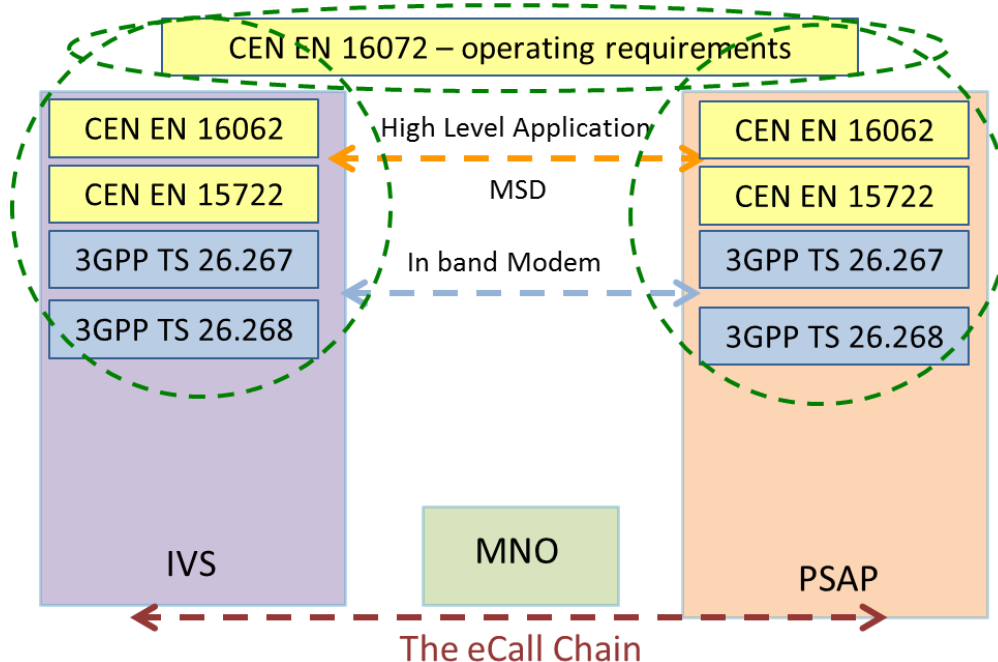 CEN EN 16072 – operating requirements
CEN EN 16062
High Level Application
CEN EN 16062
CEN EN 15722
MSD
CEN EN 15722
3GPP TS 26.267
In band Modem
3GPP TS 26.267
3GPP TS 26.268
3GPP TS 26.268
IVS
MNO
PSAP
The eCall Chain